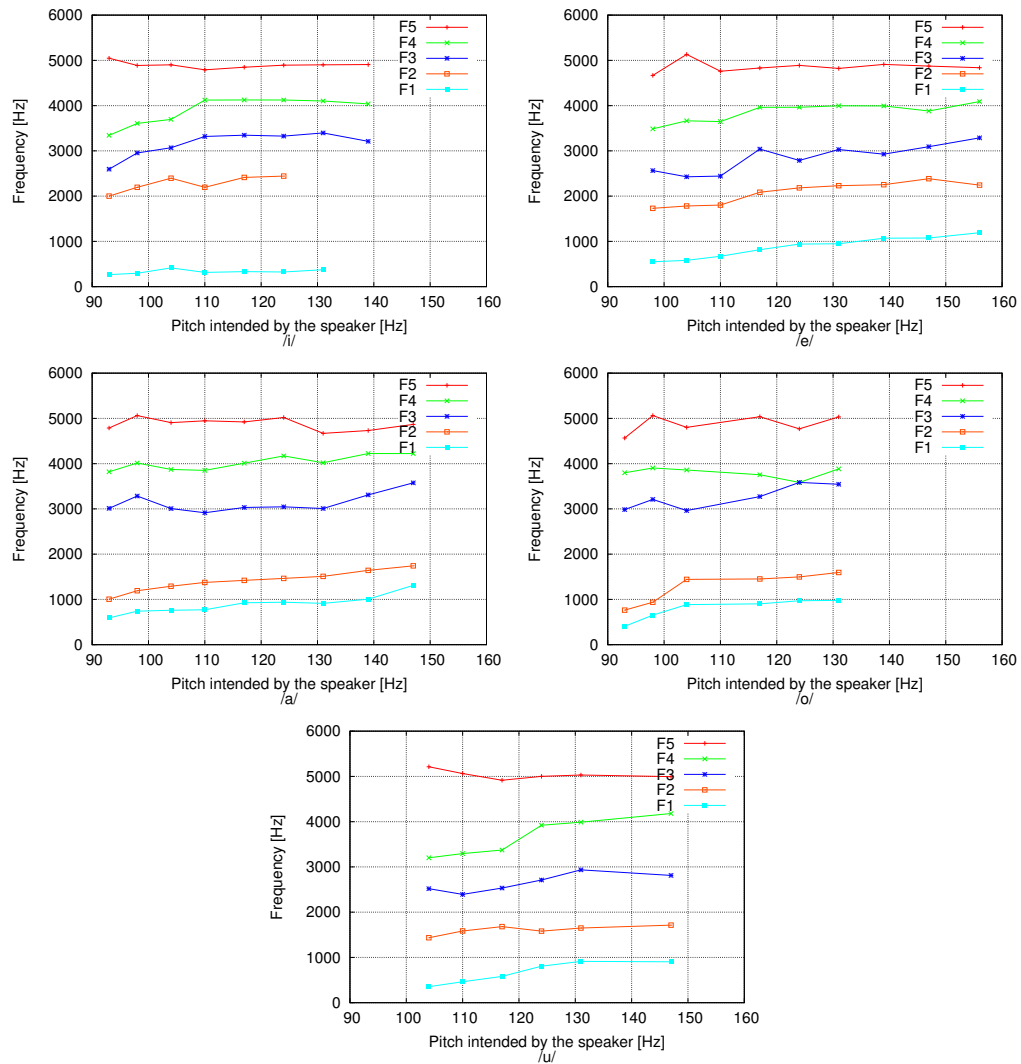 6000
5000
4000
3000
2000
1000
0
90 100 110 120 130 140 150 160
Frequency [Hz]
Pitch intended by the speaker [Hz]
/i/
F5
F4
F3
F2
F1
6000
5000
4000
3000
2000
1000
0
90 100 110 120 130 140 150 160
Frequency [Hz]
Pitch intended by the speaker [Hz]
/e/
F5
F4
F3
F2
F1
6000
5000
4000
3000
2000
1000
0
90 100 110 120 130 140 150 160
Frequency [Hz]
Pitch intended by the speaker [Hz]
/a/
F5
F4
F3
F2
F1
6000
5000
4000
3000
2000
1000
0
90 100 110 120 130 140 150 160
Frequency [Hz]
Pitch intended by the speaker [Hz]
/o/
F5
F4
F3
F2
F1
6000
5000
4000
3000
2000
1000
0
90 100 110 120 130 140 150 160
Frequency [Hz]
Pitch intended by the speaker [Hz]
/u/
F5
F4
F3
F2
F1